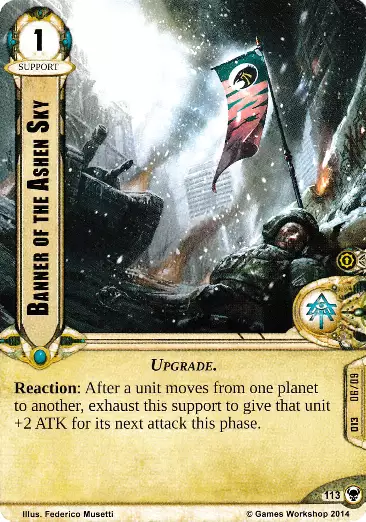 1
SUPPORT
BANNER OF THE ASHEN SKY
UPGRADE.
Reaction: After a unit moves from one planet
to another, exhaust this support to give that unit
+2 ATK for its next attack this phase.
013 06/09
113
Illus. Federico Musetti
© Games Workshop 2014